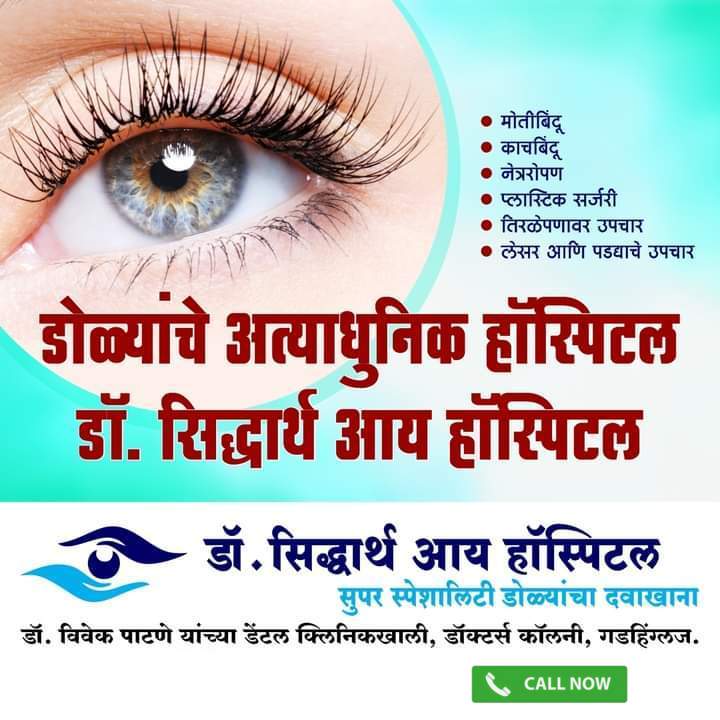 • मोतीबिंदू
• काचबिंदू
• नेत्ररोपण
• प्लास्टिक सर्जरी
• तिरळेपणावर उपचार
• लेसर आणि पडद्याचे उपचार
डोळ्यांचे अत्याधुनिक हॉस्पिटल
डॉ. सिद्धार्थ आय हॉस्पिटल
डॉ. सिद्धार्थ आय हॉस्पिटल
सुपर स्पेशालिटी डोळ्यांचा दवाखाना
डॉ. विवेक पाटणे यांच्या डेंटल क्लिनिकखाली, डॉक्टर्स कॉलनी, गडहिंग्लज.
CALL NOW